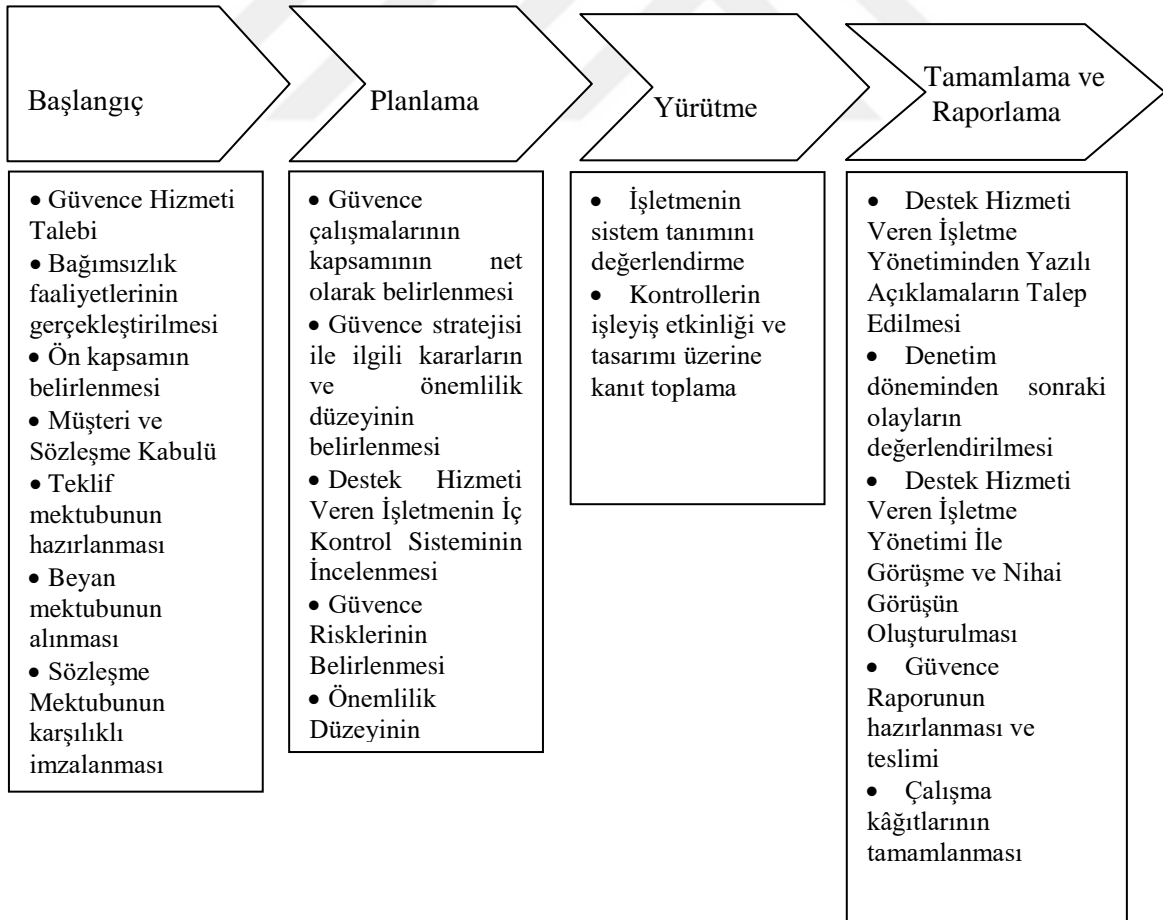 Başlangıç
Planlama
Yürütme
Tamamlama ve
Raporlama
• Güvence Hizmeti
Talebi
• Bağımsızlık
faaliyetlerinin
gerçekleştirilmesi
• Ön kapsamın
belirlenmesi
• Müşteri ve
Sözleşme Kabulü
• Teklif
mektubunun
hazırlanması
• Beyan
mektubunun
alınması
• Sözleşme
Mektubunun
karşılıklı
imzalanması
• Güvence
çalışmalarının
kapsamının net
olarak belirlenmesi
• Güvence stratejisi
ile ilgili kararların
ve önemlilik
düzeyinin
belirlenmesi
• Destek Hizmeti
Veren İşletmenin İç
Kontrol Sisteminin
İncelenmesi
• Güvence
Risklerinin
Belirlenmesi
• Önemlilik
Düzeyinin
• İşletmenin
sistem tanımını
değerlendirme
• Kontrollerin
işleyiş etkinliği ve
tasarımı üzerine
kanıt toplama
• Destek Hizmeti
Veren İşletme
Yönetiminden Yazılı
Açıklamaların Talep
Edilmesi
• Denetim
döneminden sonraki
olayların
değerlendirilmesi
• Destek Hizmeti
Veren İşletme
Yönetimi İle
Görüşme ve Nihai
Görüşün
Oluşturulması
• Güvence
Raporunun
hazırlanması ve
teslimi
• Çalışma
kâğıtlarının
tamamlanması